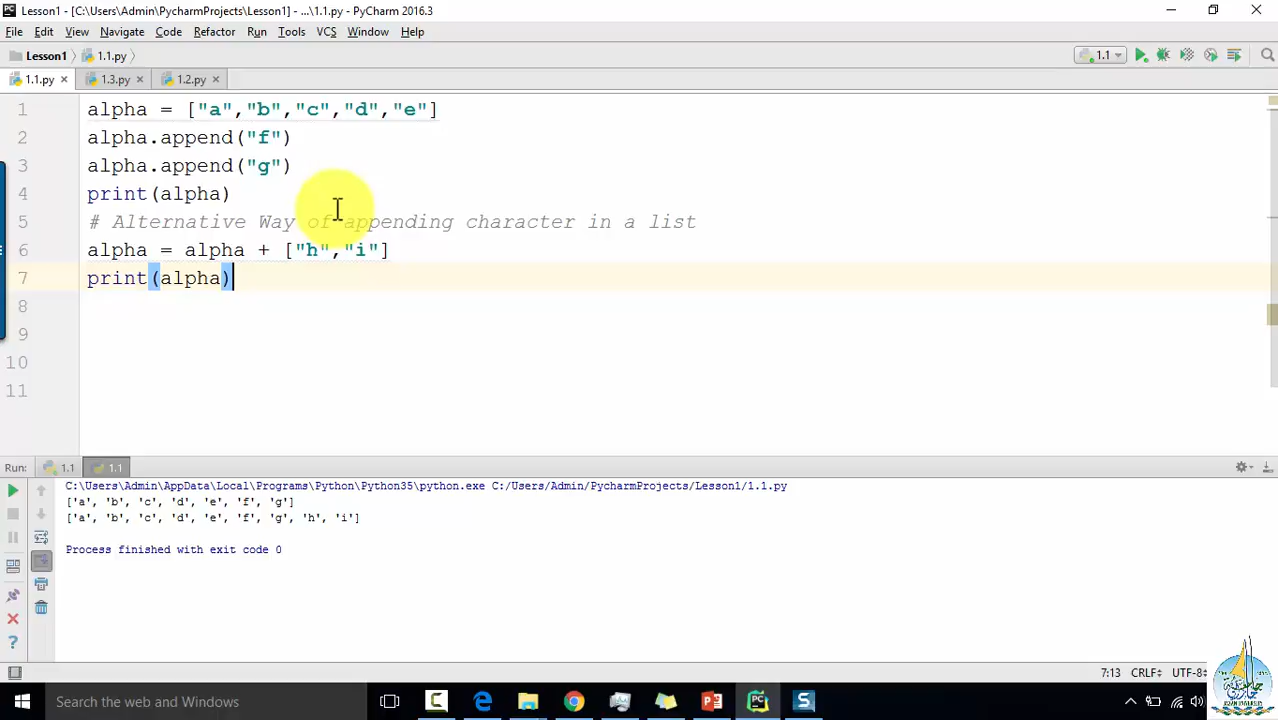 Lesson1 - [C:\Users\Admin\PycharmProjects\Lesson1] - ...\1.1.py - PyCharm 2016.3
File Edit View Navigate Code Refactor Run Tools VCS Window Help
Lesson1 1.1.py 1.1
1.1.py 1.3.py 1.2.py
1 alpha = ["a","b","c","d","e"]
2 alpha.append("f")
3 alpha.append("g")
4 print(alpha)
5 # Alternative Way of appending character in a list
6 alpha = alpha + ["h","i"]
7 print(alpha)
8
9
10
11
Run: 1.1 1.1
C:\Users\Admin\AppData\Local\Programs\Python\Python35\python.exe C:/Users/Admin/PycharmProjects/Lesson1/1.1.py
['a', 'b', 'c', 'd', 'e', 'f', 'g']
['a', 'b', 'c', 'd', 'e', 'f', 'g', 'h', 'i']
Process finished with exit code 0
7:13 CRLF÷ UTF-8÷
Search the web and Windows